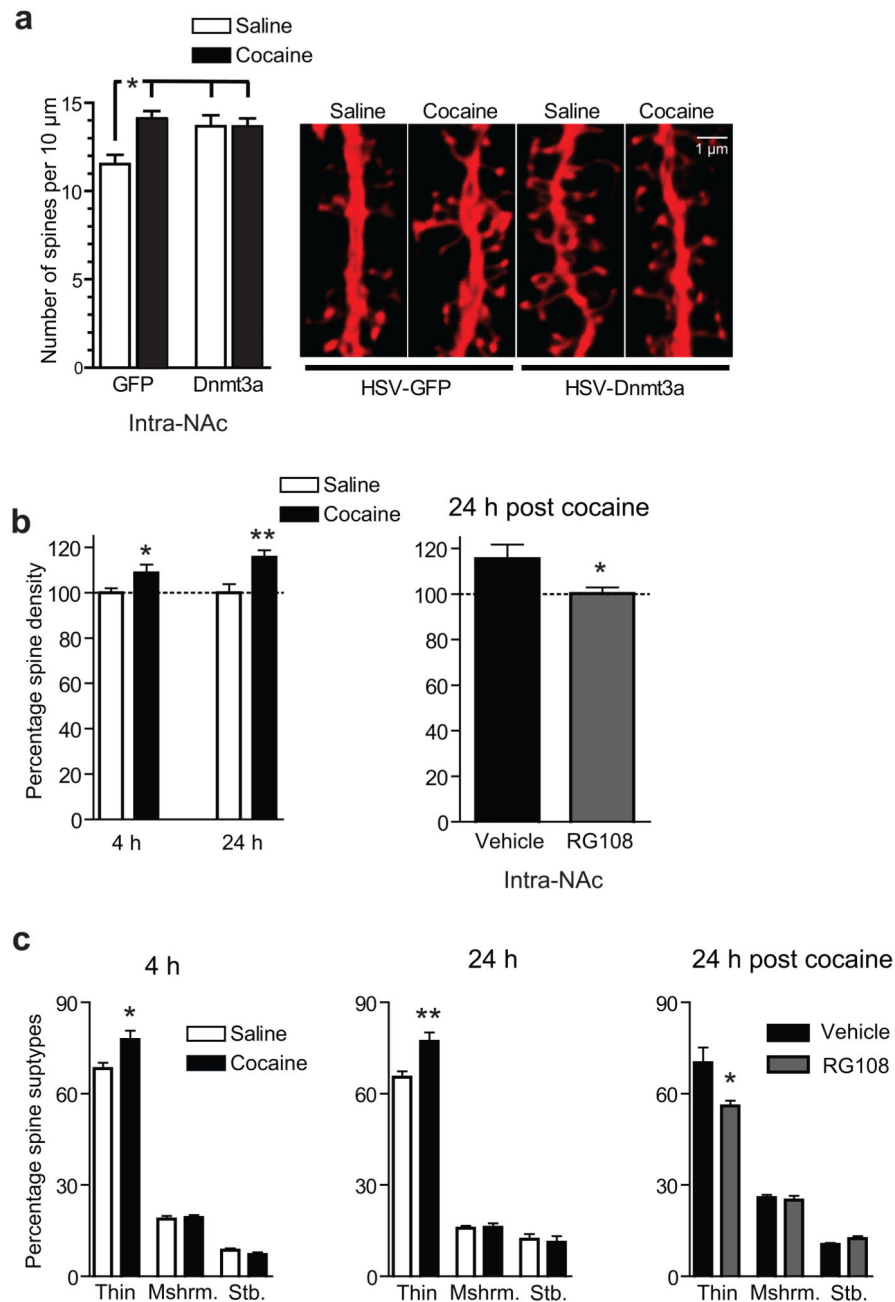 a
Saline
Cocaine
*
Number of spines per 10 µm
15
10
5
0
GFP Dnmt3a
Intra-NAc
Saline Cocaine Saline Cocaine
1 µm
HSV-GFP HSV-Dnmt3a
b
Saline
Cocaine
Percentage spine density
120
100
80
60
40
20
0
* **
4 h 24 h
24 h post cocaine
120
100
80
60
40
20
0
*
Vehicle RG108
Intra-NAc
c
4 h
Percentage spine suptypes
90
60
30
0
*
Saline
Cocaine
Thin Mshrm. Stb.
24 h
90
60
30
0
**
Thin Mshrm. Stb.
24 h post cocaine
90
60
30
0
*
Vehicle
RG108
Thin Mshrm. Stb.